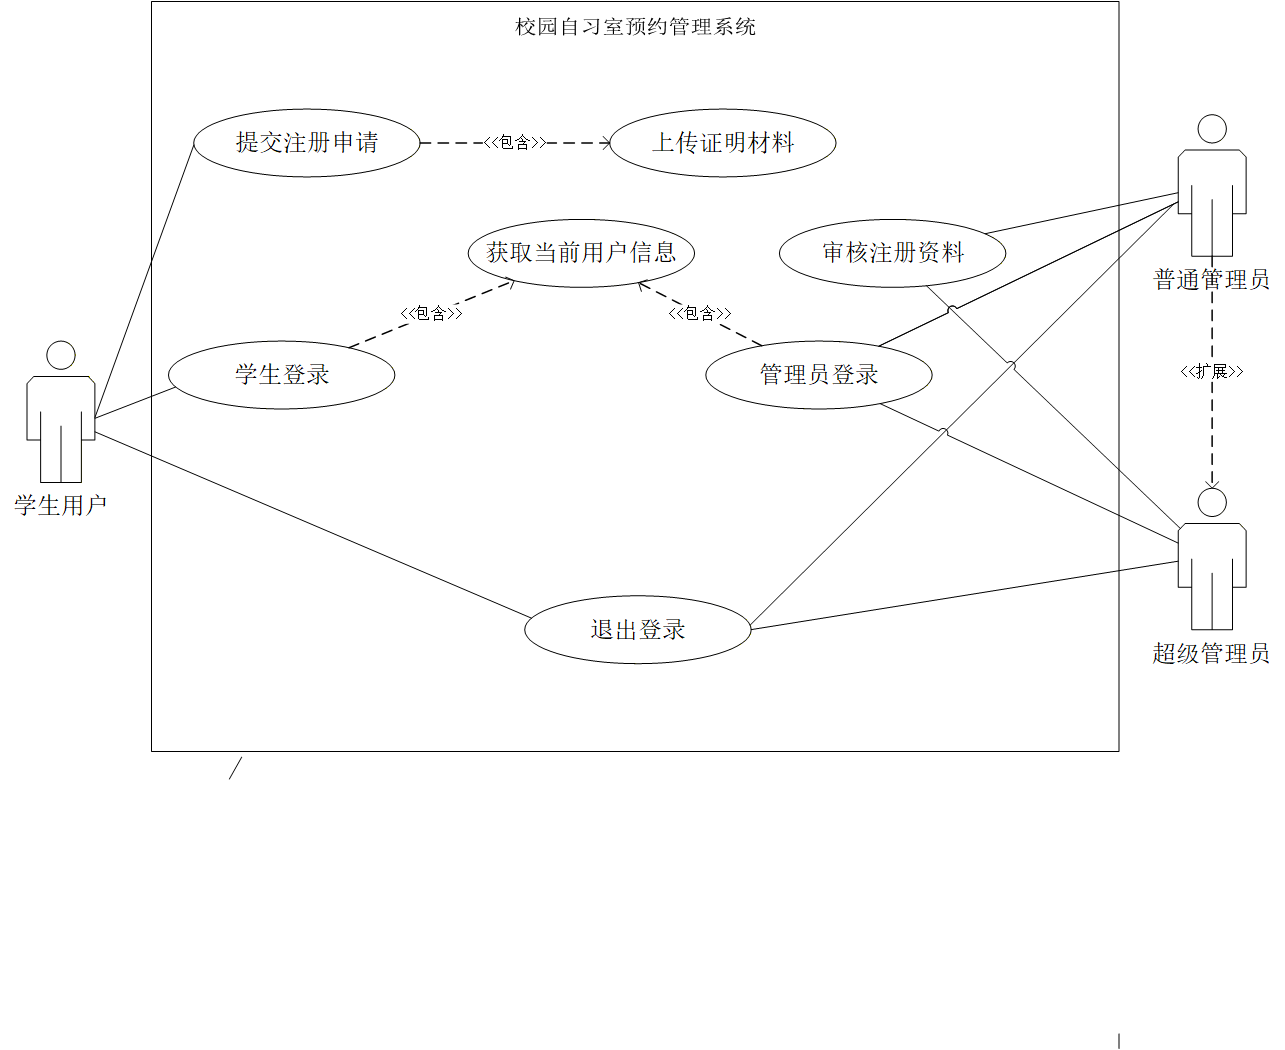 校园自习室预约管理系统
提交注册申请
<<包含>>
上传证明材料
获取当前用户信息
审核注册资料
普通管理员
<<包含>>
<<包含>>
学生登录
管理员登录
<<扩展>>
学生用户
退出登录
超级管理员